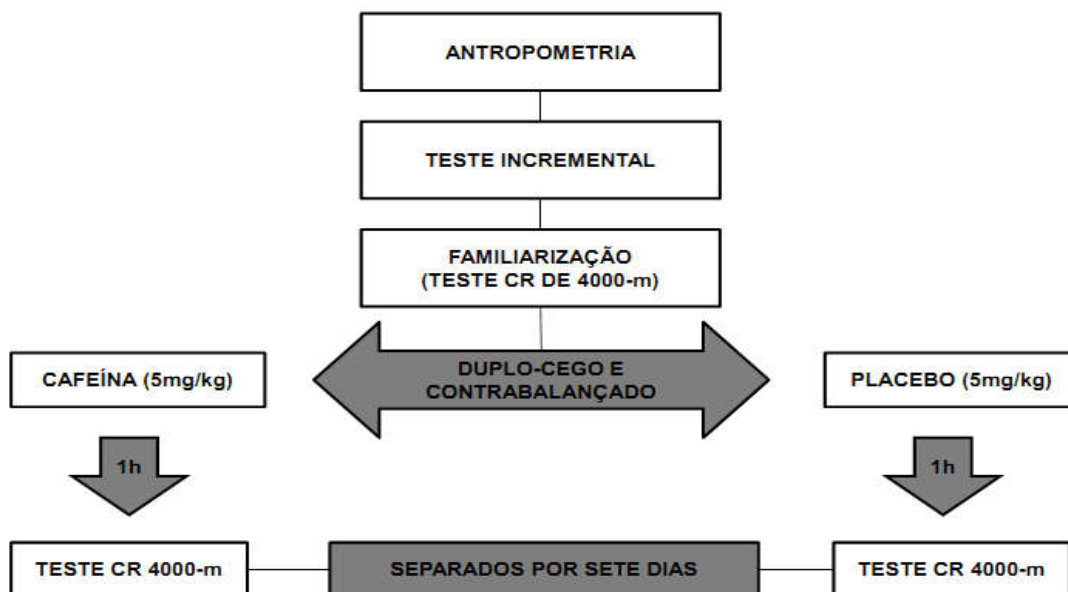 ANTROPOMETRIA
TESTE INCREMENTAL
FAMILIARIZAÇÃO
(TESTE CR DE 4000-m)
CAFEÍNA (5mg/kg)
DUPLO-CEGO E
CONTRABALANÇADO
PLACEBO (5mg/kg)
1h
1h
TESTE CR 4000-m
SEPARADOS POR SETE DIAS
TESTE CR 4000-m